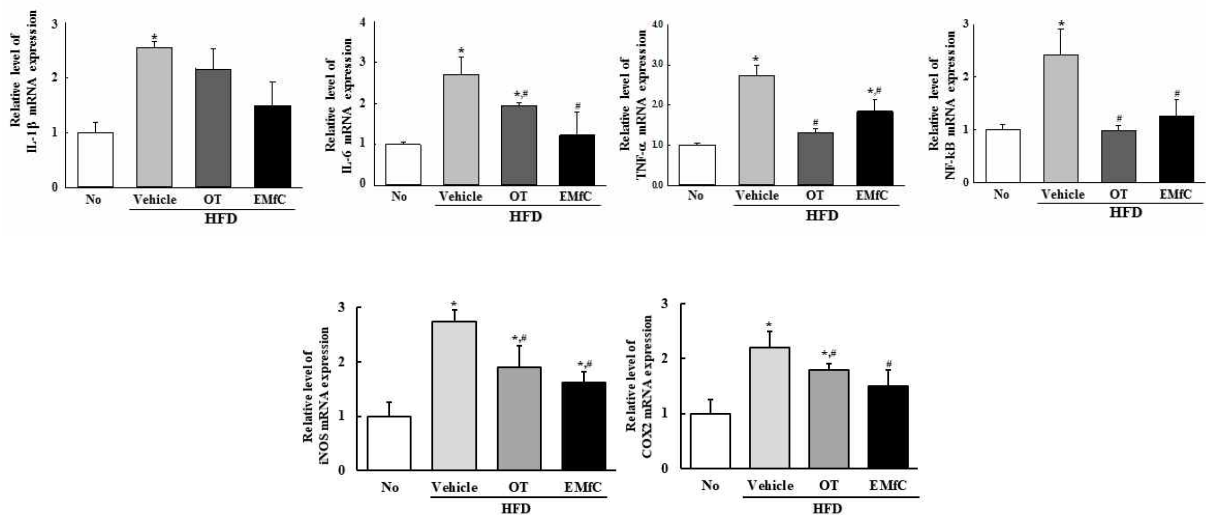 Relative level of
IL-1β mRNA expression
3
2
1
0
*
No
Vehicle
OT
EMfC
HFD
Relative level of
IL-6 mRNA expression
4
3
2
1
0
*
*,#
#
No
Vehicle
OT
EMfC
HFD
Relative level of
TNF-α mRNA expression
4.0
3.0
2.0
1.0
0.0
*
#
*,#
No
Vehicle
OT
EMfC
HFD
Relative level of
NF-kB mRNA expression
3
2
1
0
*
#
#
No
Vehicle
OT
EMfC
HFD
Relative level of
iNOS mRNA expression
3
2
1
0
*
*,#
*,#
No
Vehicle
OT
EMfC
HFD
Relative level of
COX2 mRNA expression
3
2
1
0
*
*,#
#
No
Vehicle
OT
EMfC
HFD